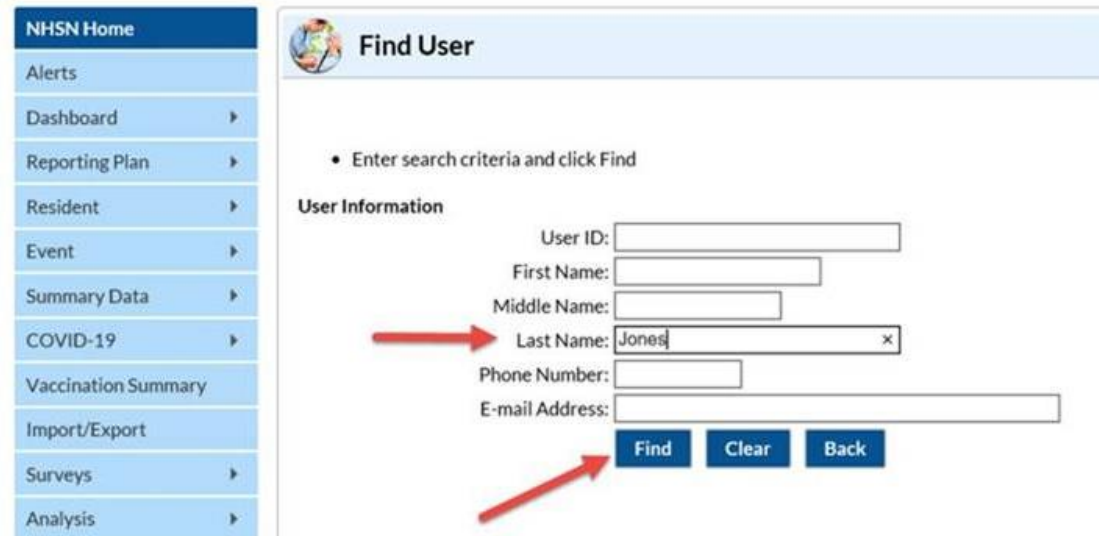 NHSN Home
Alerts
Dashboard
Reporting Plan
Resident
Event
Summary Data
COVID-19
Vaccination Summary
Import/Export
Surveys
Analysis
Find User
• Enter search criteria and click Find
User Information
User ID:
First Name:
Middle Name:
Last Name: Jones ×
Phone Number:
E-mail Address:
Find Clear Back